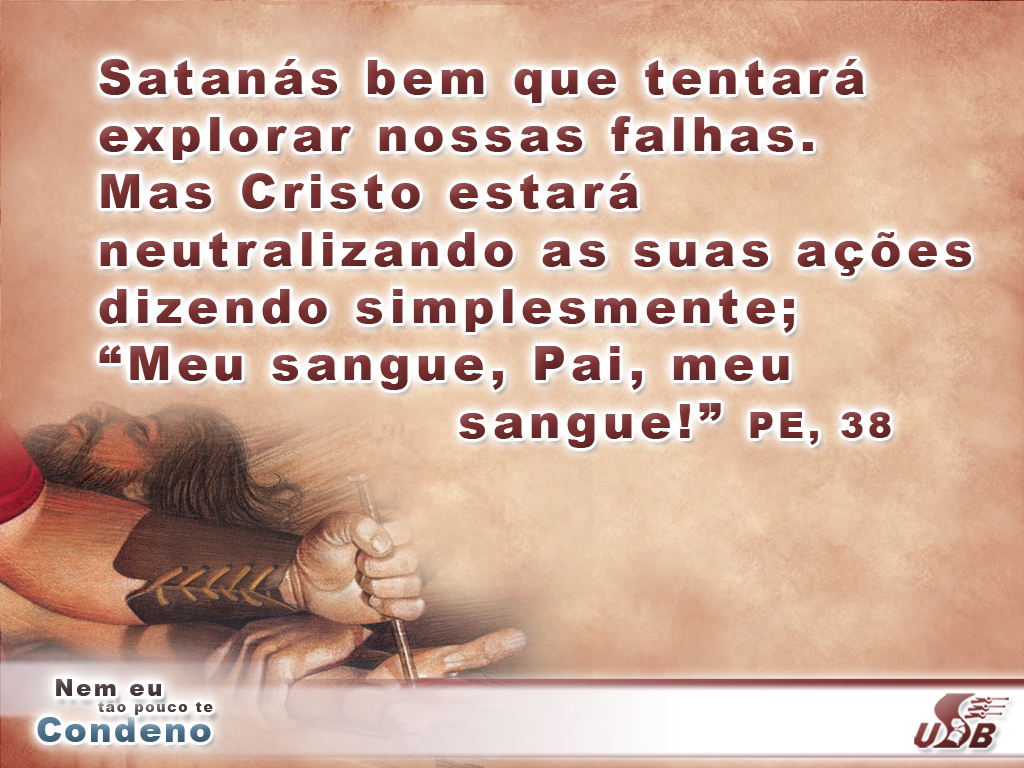 Satanás bem que tentará
explorar nossas falhas.
Mas Cristo estará
neutralizando as suas ações
dizendo simplesmente;
“Meu sangue, Pai, meu
sangue!” PE, 38
Nem eu
tão pouco te
Condeno
USB